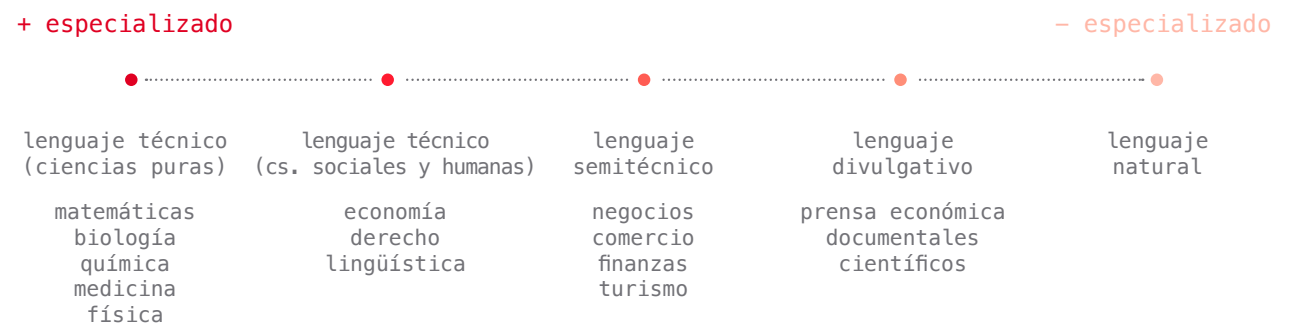 + especializado
– especializado
lenguaje técnico
(ciencias puras)
matemáticas
biología
química
medicina
física
lenguaje técnico
(cs. sociales y humanas)
economía
derecho
lingüística
lenguaje
semitécnico
negocios
comercio
finanzas
turismo
lenguaje
divulgativo
prensa económica
documentales
científicos
lenguaje
natural